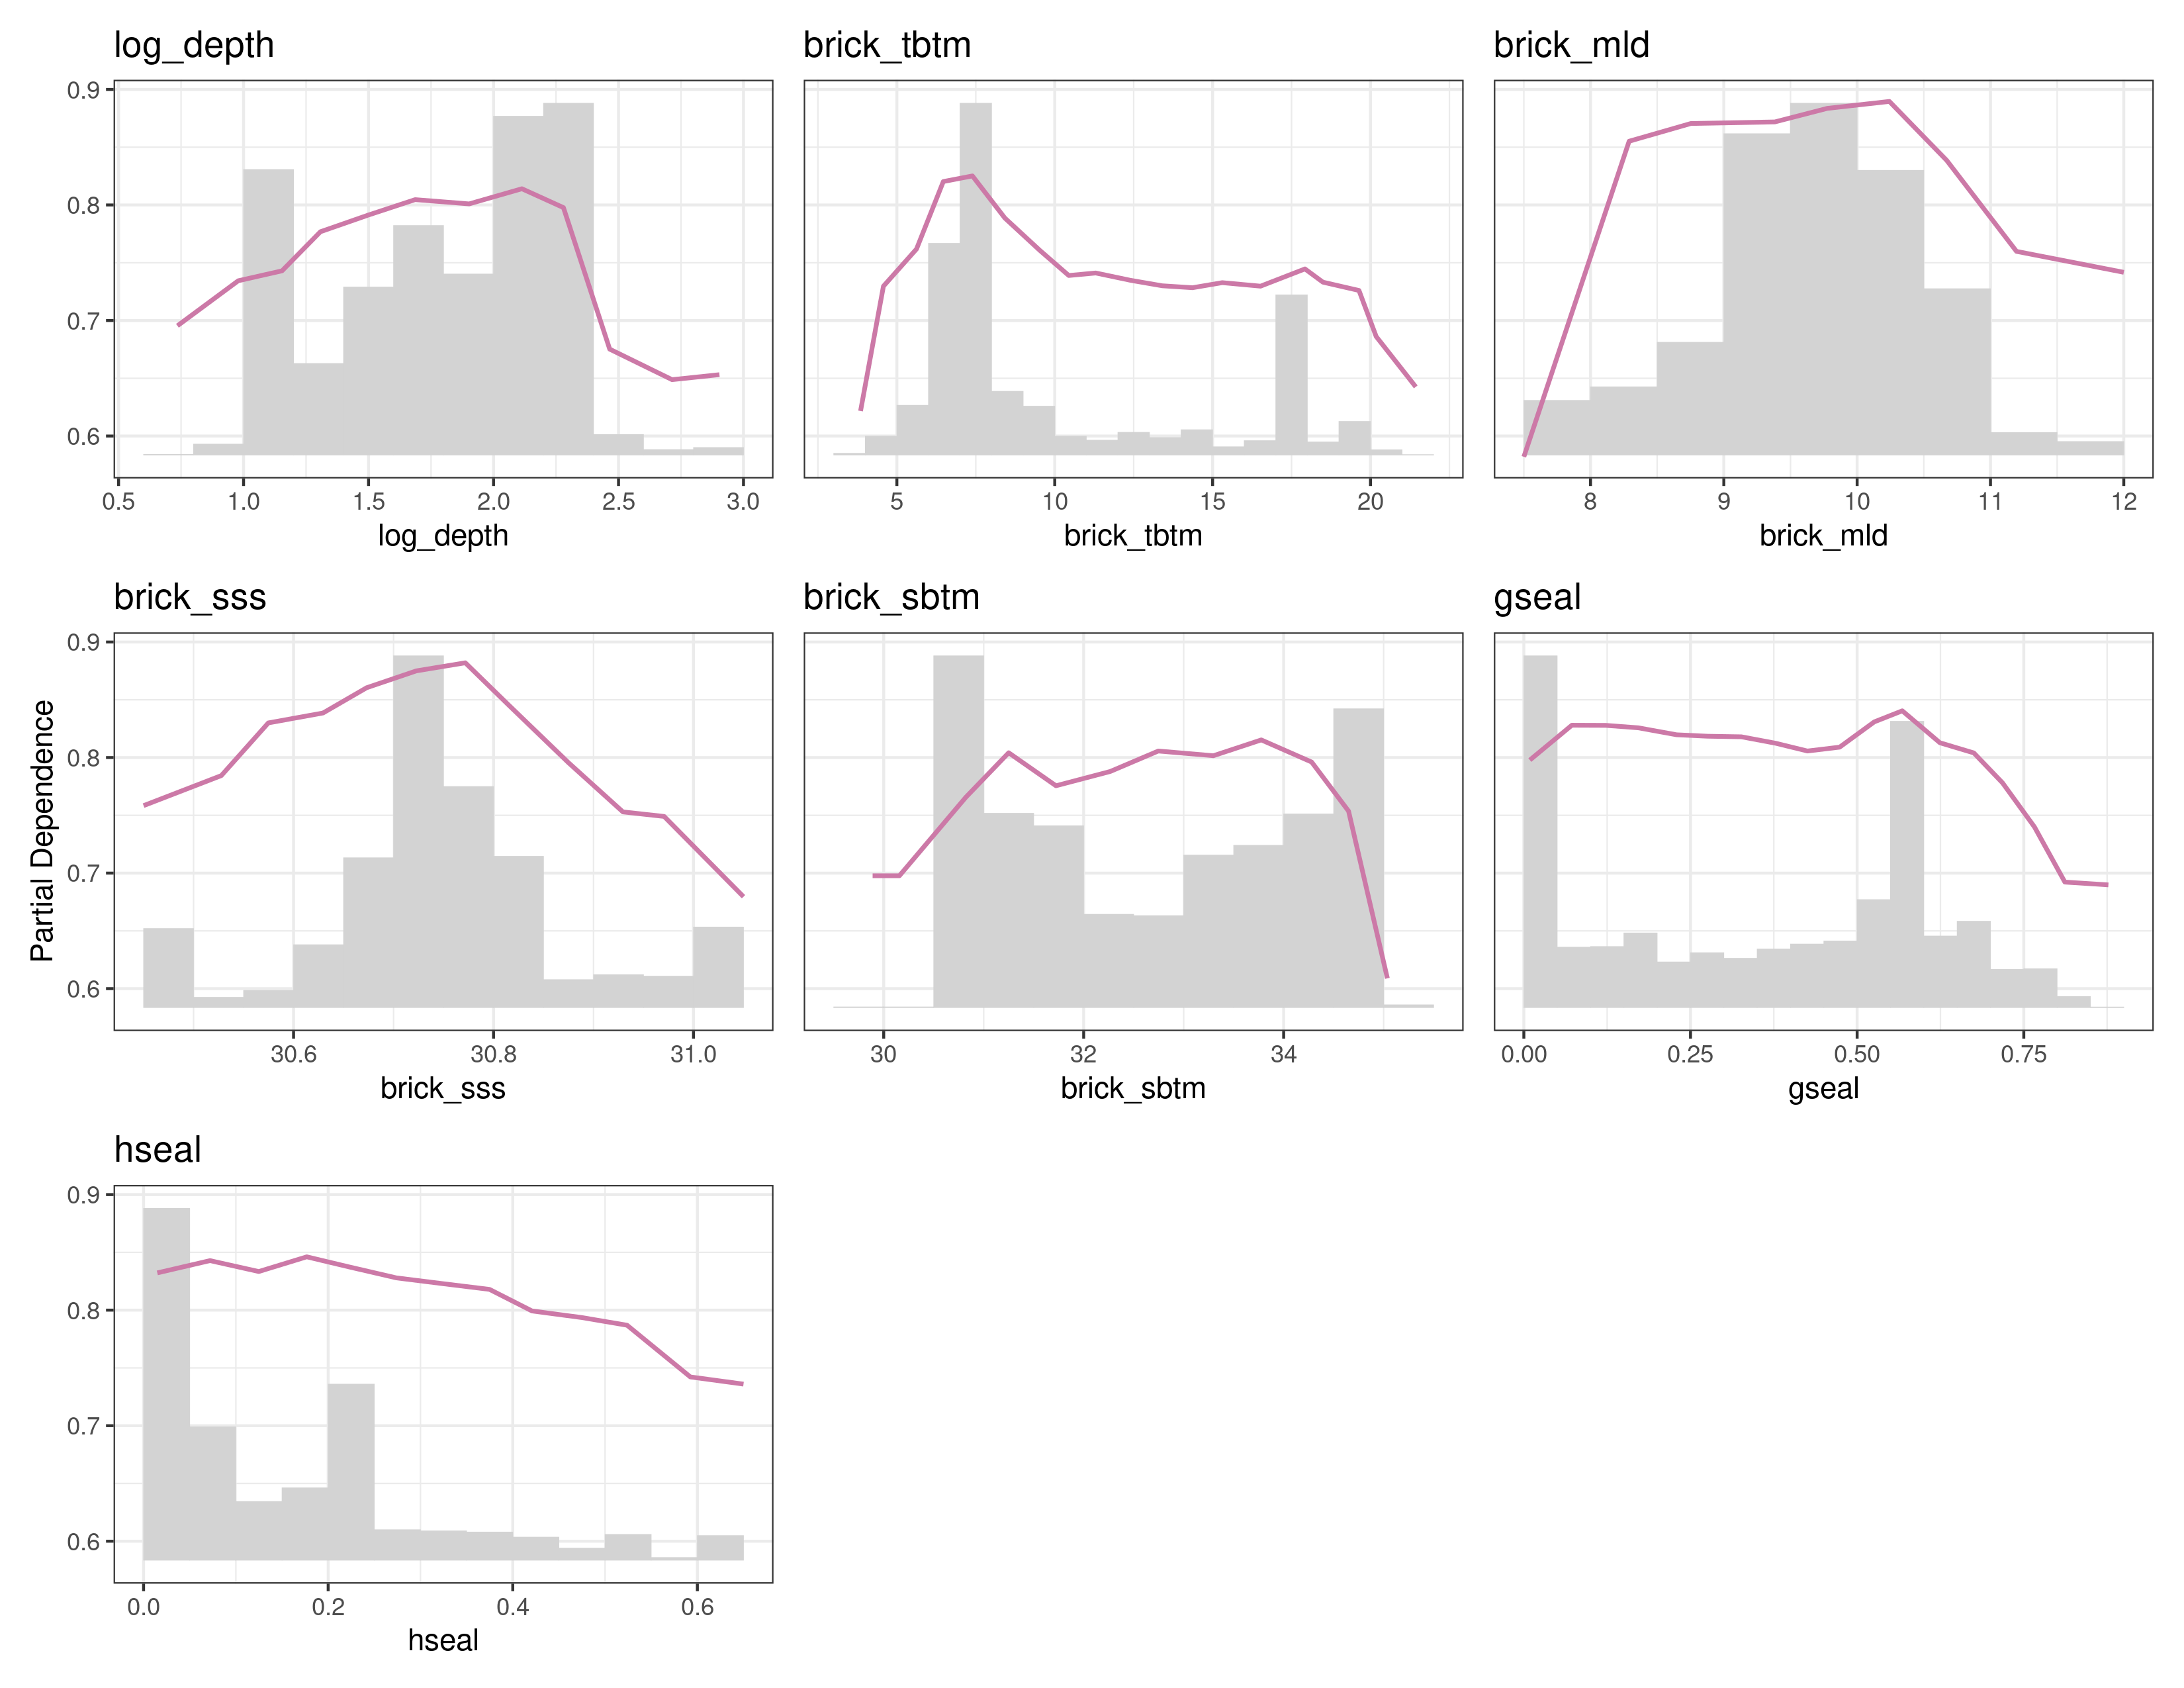 log_depth
brick_tbtm
brick_mld
0.9
0.8
0.7
0.6
0.5 1.0 1.5 2.0 2.5 3.0
5 10 15 20
8 9 10 11 12
log_depth
brick_tbtm
brick_mld
brick_sss
brick_sbtm
gseal
Partial Dependence
0.9
0.8
0.7
0.6
30.6 30.8 31.0
30 32 34
0.00 0.25 0.50 0.75
brick_sss
brick_sbtm
gseal
hseal
0.9
0.8
0.7
0.6
0.0 0.2 0.4 0.6
hseal